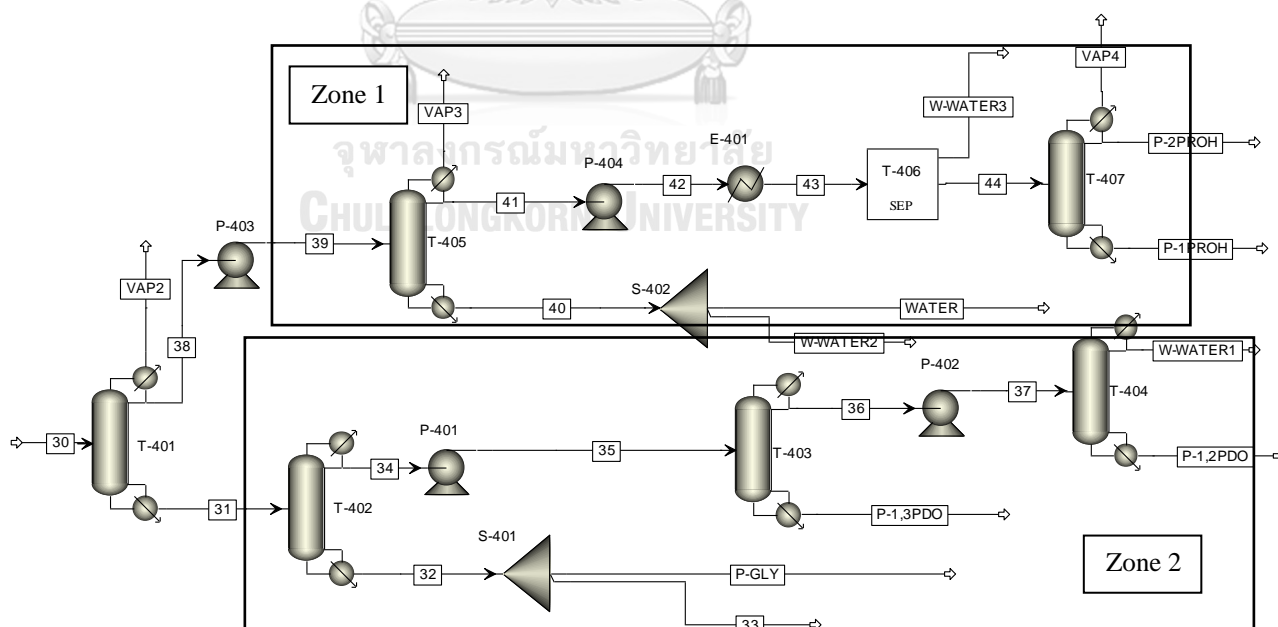 Zone 1
VAP3
VAP4
W-WATER3
E-401
P-404
T-406
SEP
P-2PROH
จุฬาลงกรณ์มหาวิทยาลัย
CHULALONGKORN UNIVERSITY
41
42
43
44
T-407
P-403
39
T-405
P-1PROH
VAP2
S-402
40
WATER
38
W-WATER2
W-WATER1
P-402
36
37
T-404
30
T-401
P-401
34
35
T-403
P-1,2PDO
31
T-402
P-1,3PDO
S-401
32
P-GLY
Zone 2
33